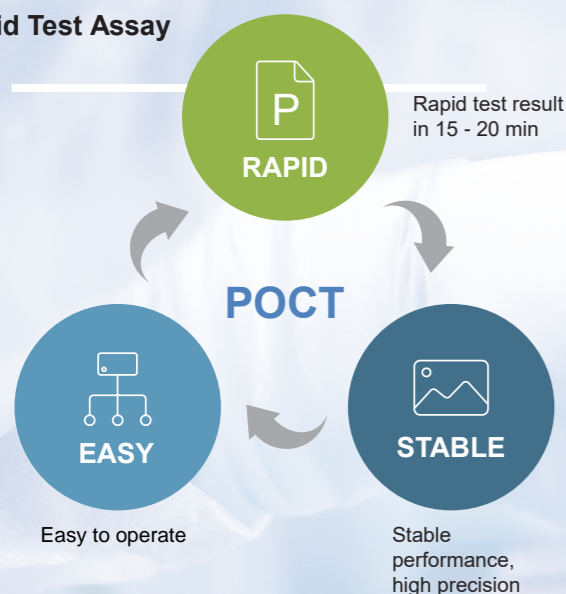 id Test Assay
P
RAPID
Rapid test result
in 15 - 20 min
POCT
EASY
STABLE
Easy to operate
Stable
performance,
high precision